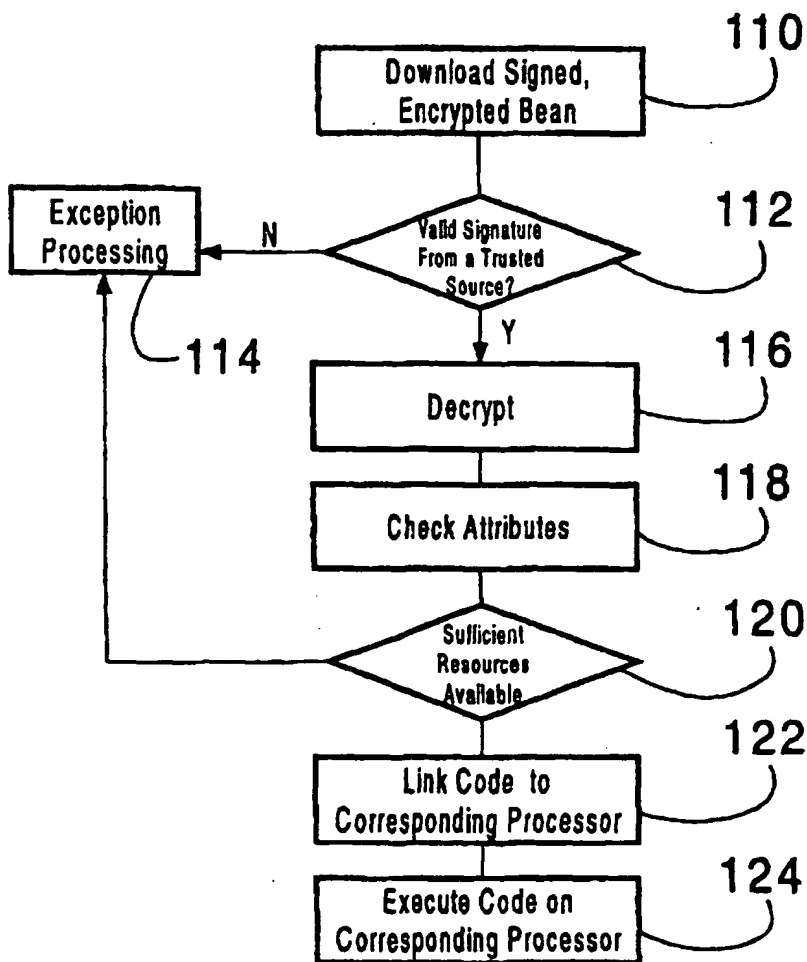 110
Download Signed,
Encrypted Bean
112
Valid Signature
From a Trusted
Source?
N
Exception
Processing
114
Y
116
Decrypt
118
Check Attributes
120
Sufficient
Resources
Available
122
Link Code to
Corresponding Processor
124
Execute Code on
Corresponding Processor